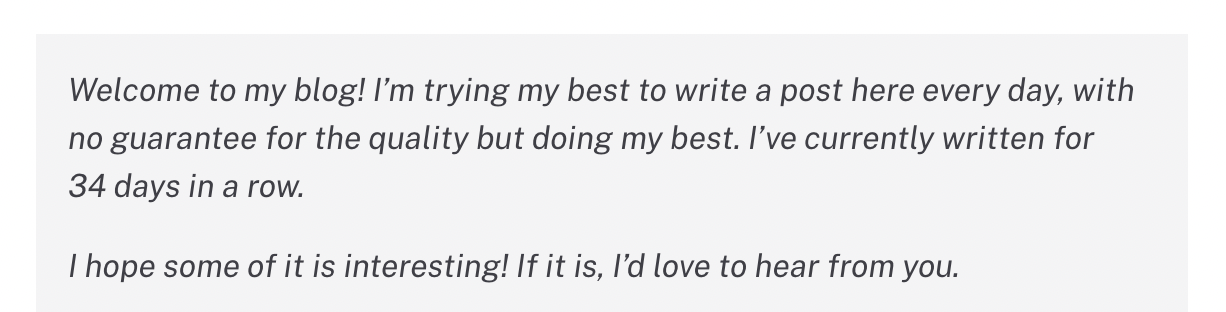 Welcome to my blog! I’m trying my best to write a post here every day, with
no guarantee for the quality but doing my best. I’ve currently written for
34 days in a row.
I hope some of it is interesting! If it is, I’d love to hear from you.